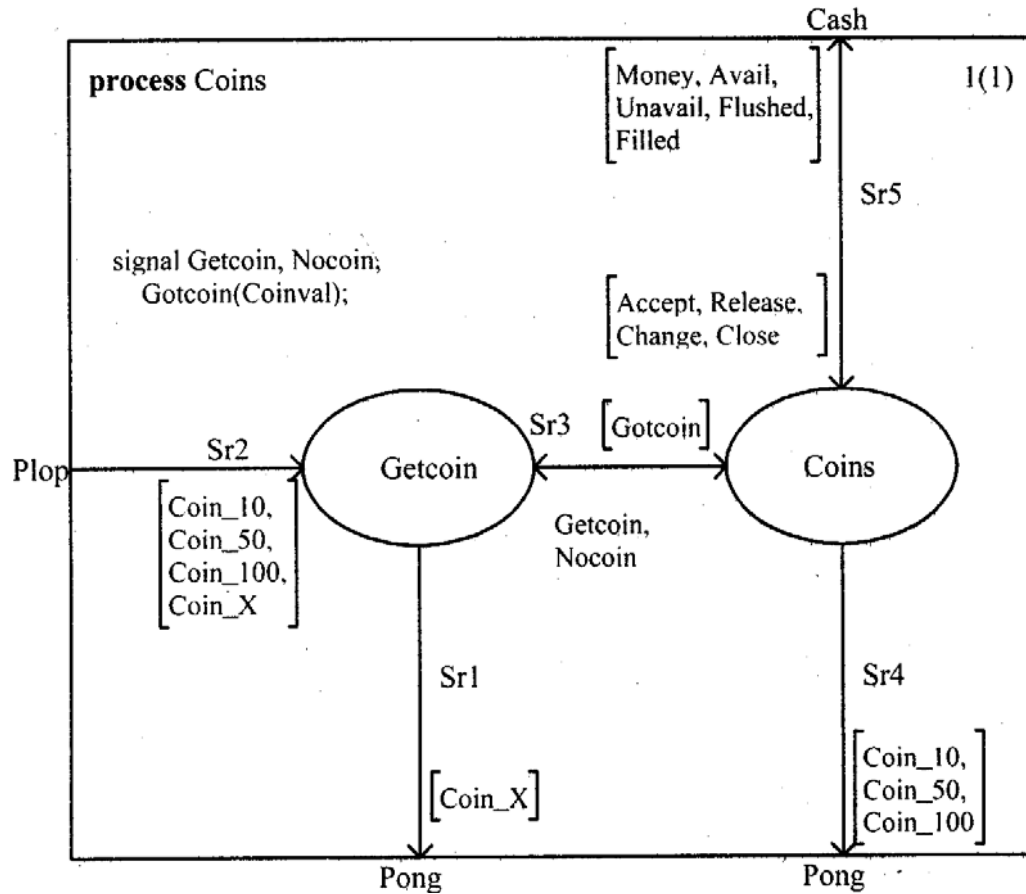 Cash
process Coins
1(1)
Money, Avail,
Unavail, Flushed,
Filled
Sr5
signal Getcoin, Nocoin,
Gotcoin(Coinval);
Accept, Release,
Change, Close
Sr3
Gotcoin
Sr2
Plop
Getcoin
Coins
Coin_10,
Coin_50,
Coin_100,
Coin_X
Getcoin,
Nocoin
Sr1
Sr4
Coin_X
Coin_10,
Coin_50,
Coin_100
Pong
Pong